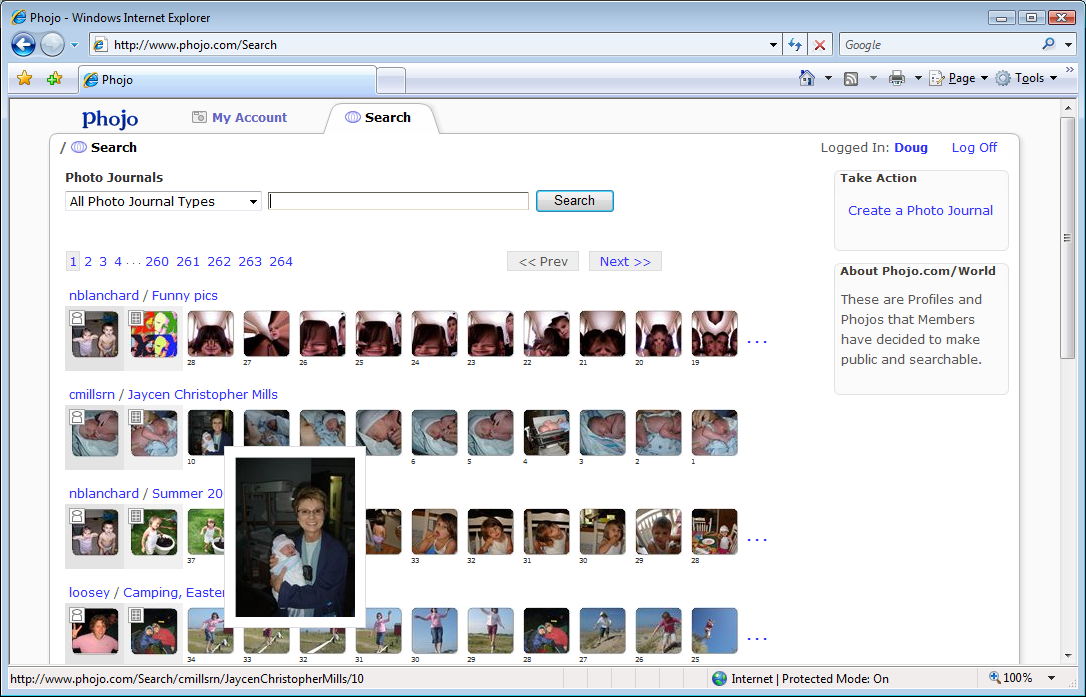 Phojo - Windows Internet Explorer
http://www.phojo.com/Search
Google
Phojo
Page
Tools
Phojo
My Account
Search
/ Search
Logged In: Doug Log Off
Photo Journals
All Photo Journal Types
Search
Take Action
Create a Photo Journal
1 2 3 4 ... 260 261 262 263 264
<< Prev Next >>
About Phojo.com/World
These are Profiles and
Phojos that Members
have decided to make
public and searchable.
nblanchard / Funny pics
28 27 26 25 24 23 22 21 20 19
...
cmillsrn / Jaycen Christopher Mills
10 6 5 4 3 2 1
nblanchard / Summer 20
37 33 32 31 30 29 28
...
loosey / Camping, Easter
34 33 32 31 30 29 28 27 26 25
...
http://www.phojo.com/Search/cmillsrn/JaycenChristopherMills/10
Internet | Protected Mode: On
100%